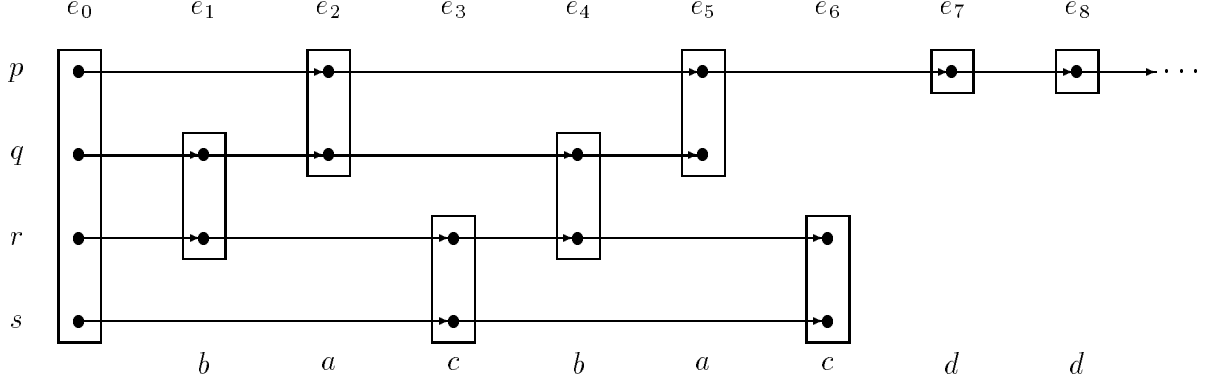 e₀ e₁ e₂ e₃ e₄ e₅ e₆ e₇ e₈
p ...
q
r
s
b a c b a c d d